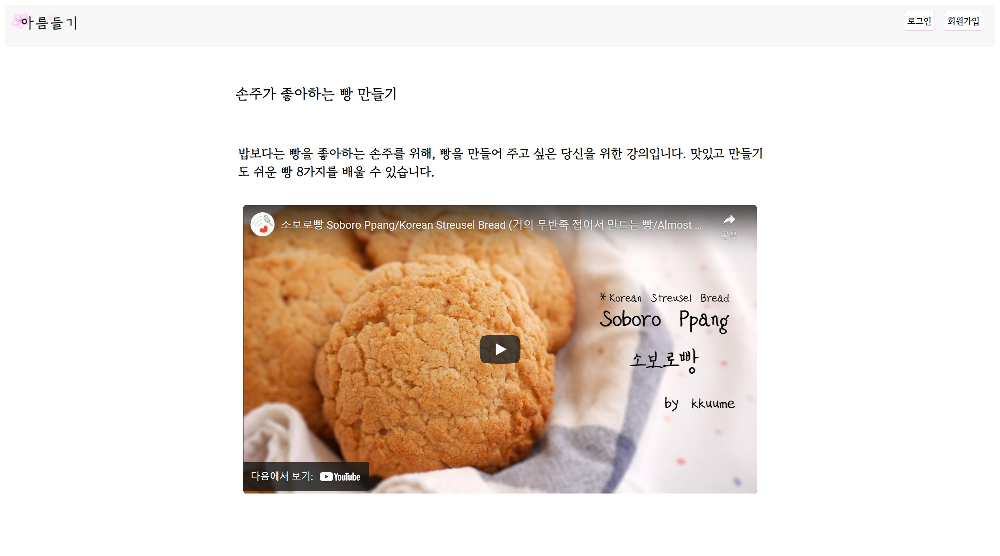 아름들기
로그인
회원가입
손주가 좋아하는 빵 만들기
밥보다는 빵을 좋아하는 손주를 위해, 빵을 만들어 주고 싶은 당신을 위한 강의입니다. 맛있고 만들기
도 쉬운 빵 8가지를 배울 수 있습니다.
소보로빵 Soboro Ppang/Korean Streusel Bread (거의 무반죽 접어서 만드는 빵/Almost ...
공유
*Korean Streusel Bread
Soboro Ppang
소보로빵
by kkuume
다음에서 보기: YouTube